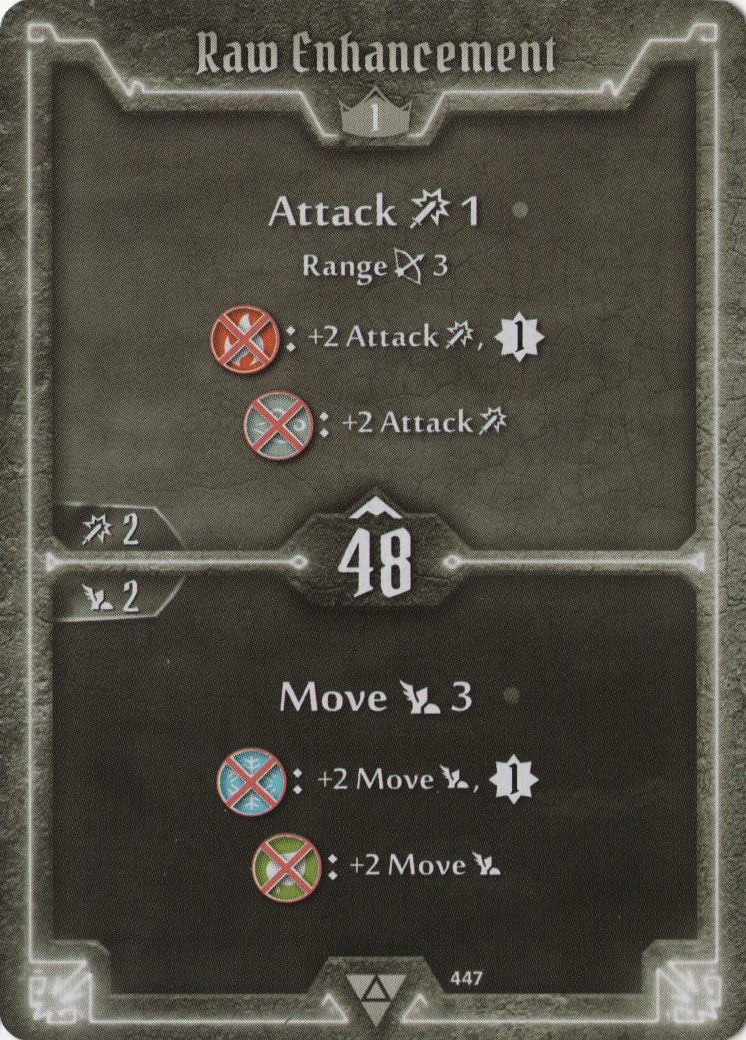 Raw Enhancement
1
Attack 1
Range 3
: +2 Attack , 1
: +2 Attack
2
48
2
Move 3
: +2 Move , 1
: +2 Move
447